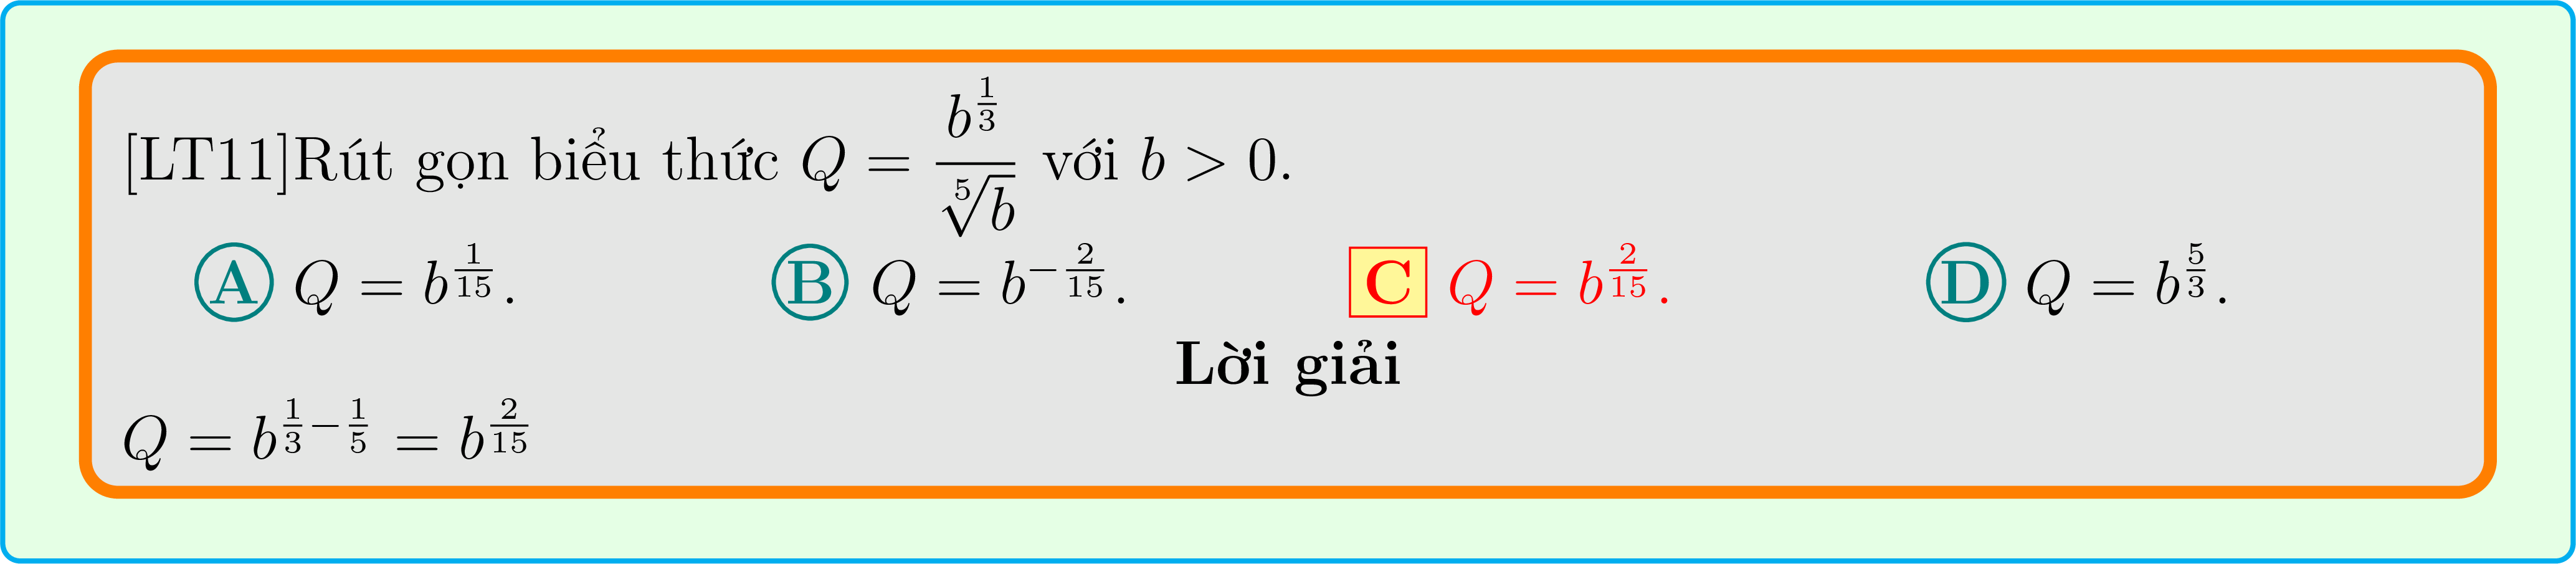 [LT11]Rút gọn biểu thức $Q = \dfrac{b^{\frac{1}{3}}}{\sqrt[5]{b}}$ với $b > 0$.
A $Q = b^{\frac{1}{15}}$. B $Q = b^{-\frac{2}{15}}$. C $Q = b^{\frac{2}{15}}$. D $Q = b^{\frac{5}{3}}$.
Lời giải
$Q = b^{\frac{1}{3}-\frac{1}{5}} = b^{\frac{2}{15}}$